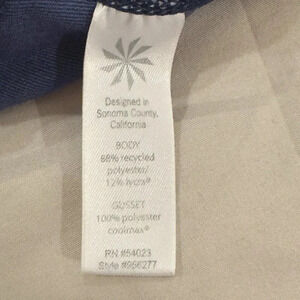 Designed in
Sonoma County,
California
BODY
88% recycled
polyester/
12% lycra®
GUSSET
100% polyester
coolmax®
RN #54023
Style #956277